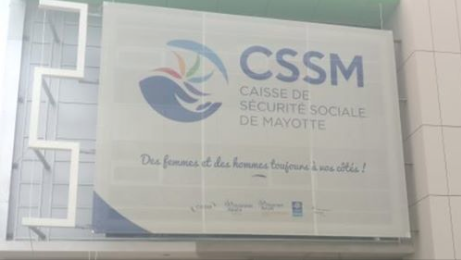 CSSM
CAISSE DE
SÉCURITÉ SOCIALE
DE MAYOTTE
Des femmes et des hommes toujours à vos côtés !